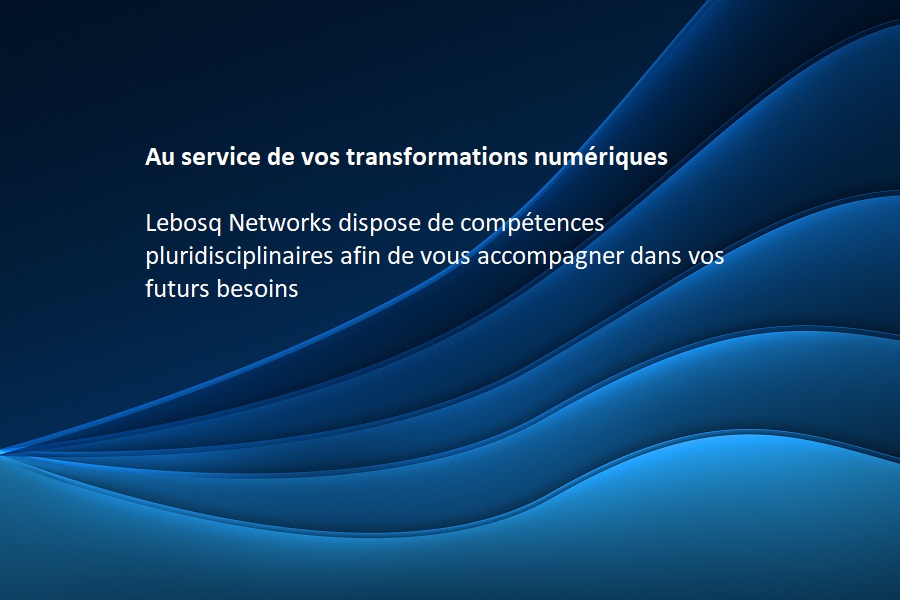 Au service de vos transformations numériques
Lebosq Networks dispose de compétences
pluridisciplinaires afin de vous accompagner dans vos
futurs besoins